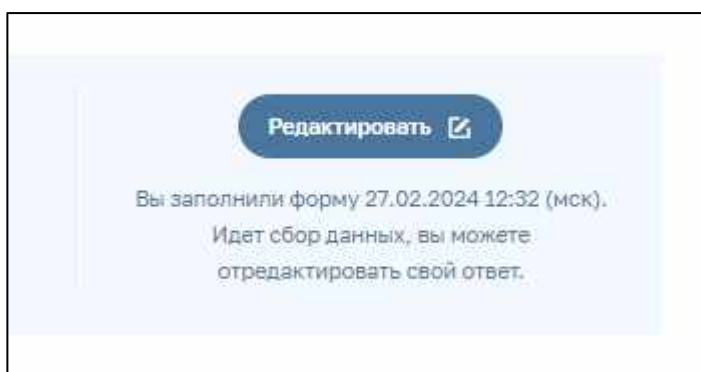 Редактировать
Вы заполнили форму 27.02.2024 12:32 (мск).
Идет сбор данных, вы можете
отредактировать свой ответ.